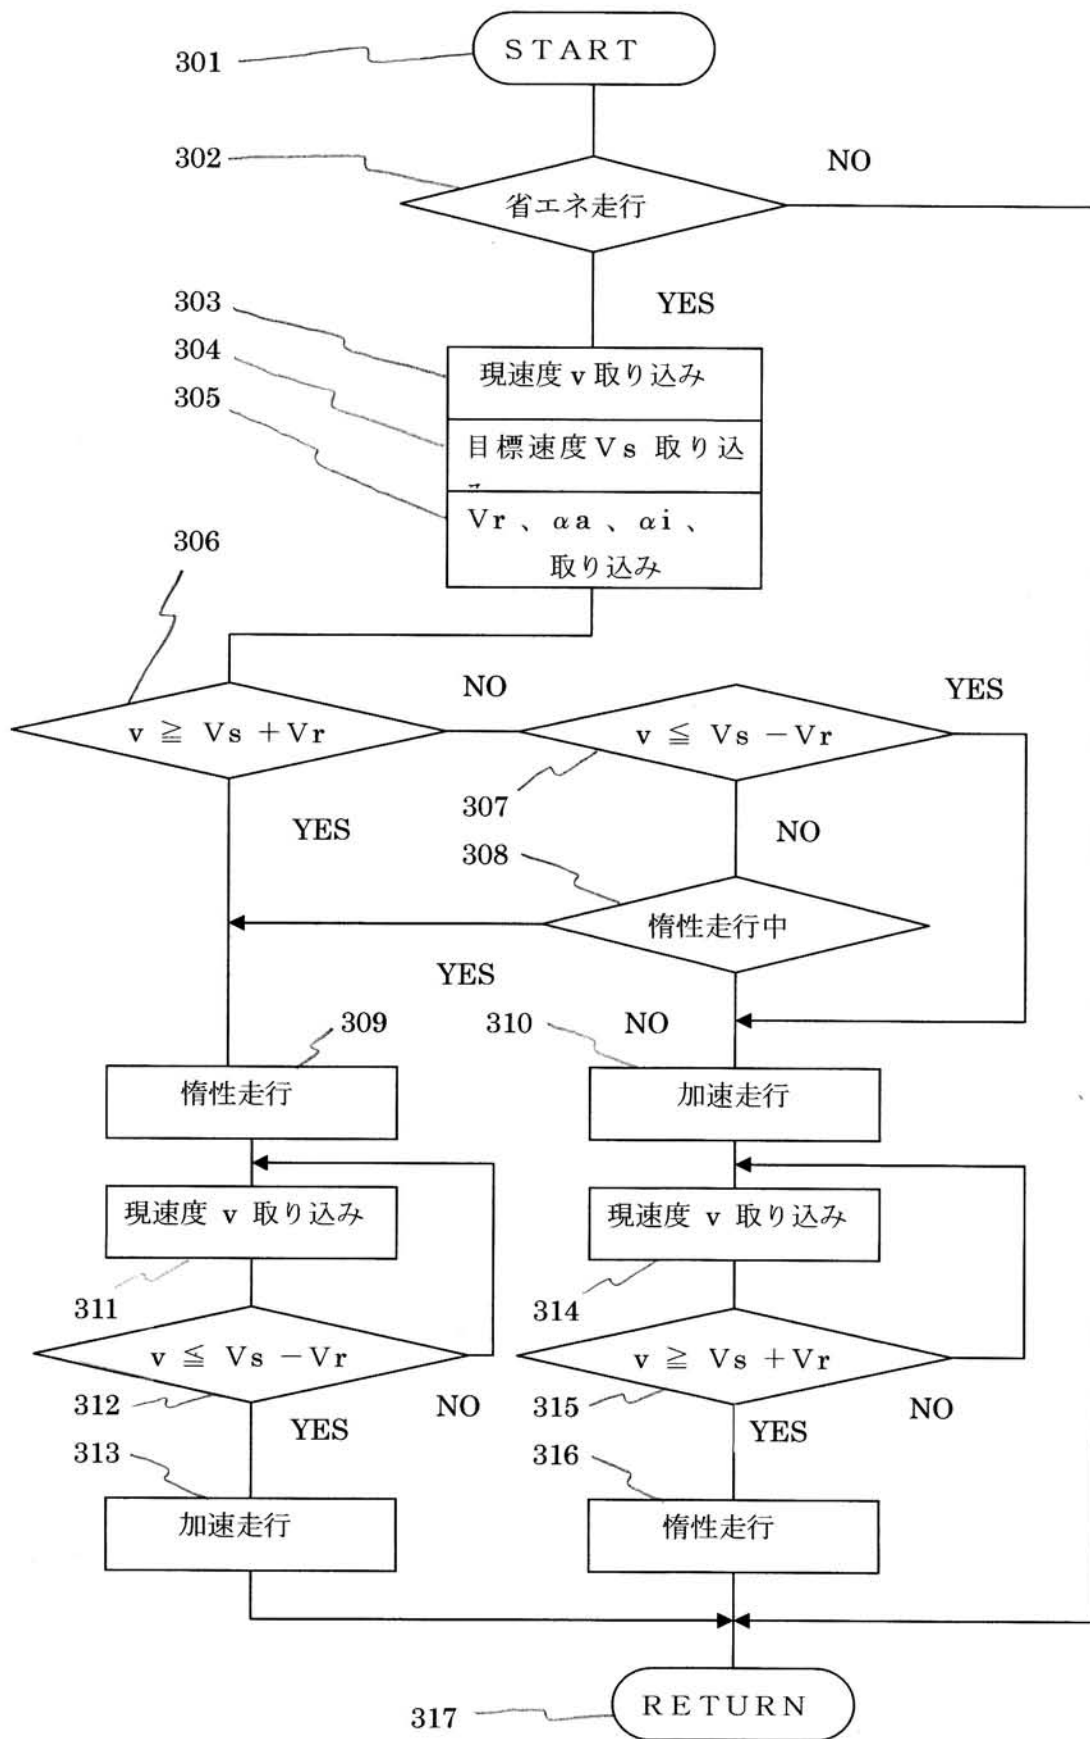 START
301
302
NO
省エネ走行
YES
303
現速度 v 取り込み
304
305
目標速度Vs 取り込
Vr 、αa 、αi 、
取り込み
306
NO
YES
v ≧ Vs +Vr
v ≦ Vs -Vr
307
YES
NO
308
惰性走行中
YES
309
310
NO
惰性走行
加速走行
現速度 v 取り込み
現速度 v 取り込み
311
314
v ≦ Vs -Vr
v ≧ Vs +Vr
312
NO
315
NO
YES
YES
313
316
加速走行
惰性走行
RETURN
317